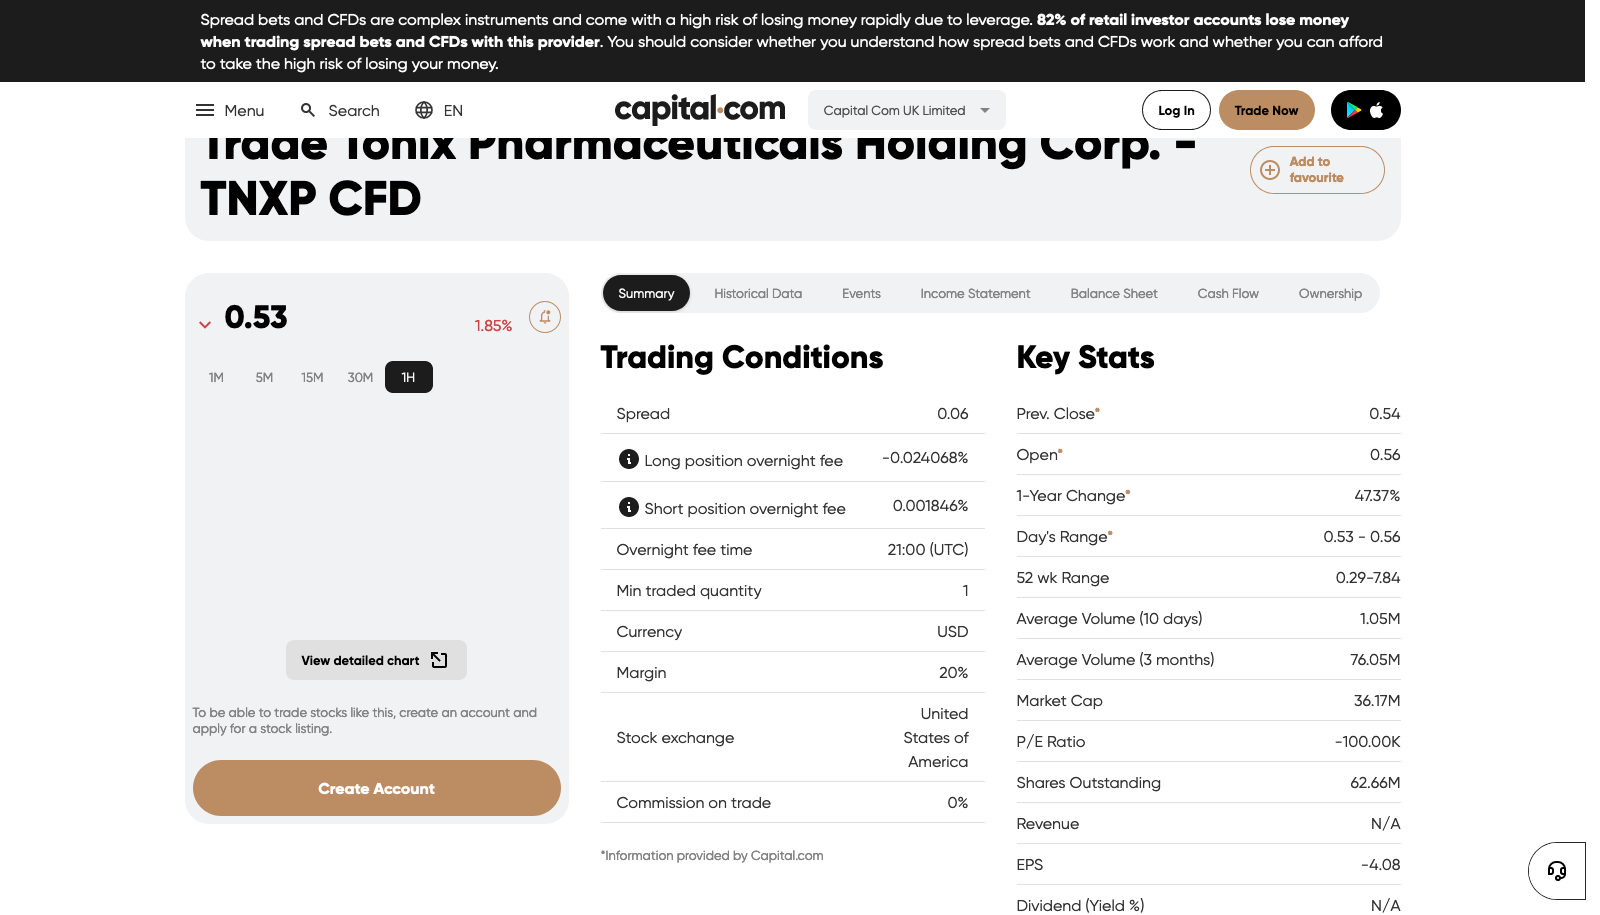 Spread bets and CFDs are complex instruments and come with a high risk of losing money rapidly due to leverage. 82% of retail investor accounts lose money
when trading spread bets and CFDs with this provider. You should consider whether you understand how spread bets and CFDs work and whether you can afford
to take the high risk of losing your money.
Menu
Search
EN
capital.com
Capital Com UK Limited
Log In
Trade Now
Trade Tonix Pharmaceuticals Holding Corp. -
TNXP CFD
Add to
favourite
0.53
1.85%
1M 5M 15M 30M 1H
View detailed chart
To be able to trade stocks like this, create an account and
apply for a stock listing.
Create Account
Summary Historical Data Events Income Statement Balance Sheet Cash Flow Ownership
Trading Conditions
Spread 0.06
Long position overnight fee -0.024068%
Short position overnight fee 0.001846%
Overnight fee time 21:00 (UTC)
Min traded quantity 1
Currency USD
Margin 20%
Stock exchange United
States of
America
Commission on trade 0%
*Information provided by Capital.com
Key Stats
Prev. Close* 0.54
Open* 0.56
1-Year Change* 47.37%
Day's Range* 0.53 - 0.56
52 wk Range 0.29-7.84
Average Volume (10 days) 1.05M
Average Volume (3 months) 76.05M
Market Cap 36.17M
P/E Ratio -100.00K
Shares Outstanding 62.66M
Revenue N/A
EPS -4.08
Dividend (Yield %) N/A